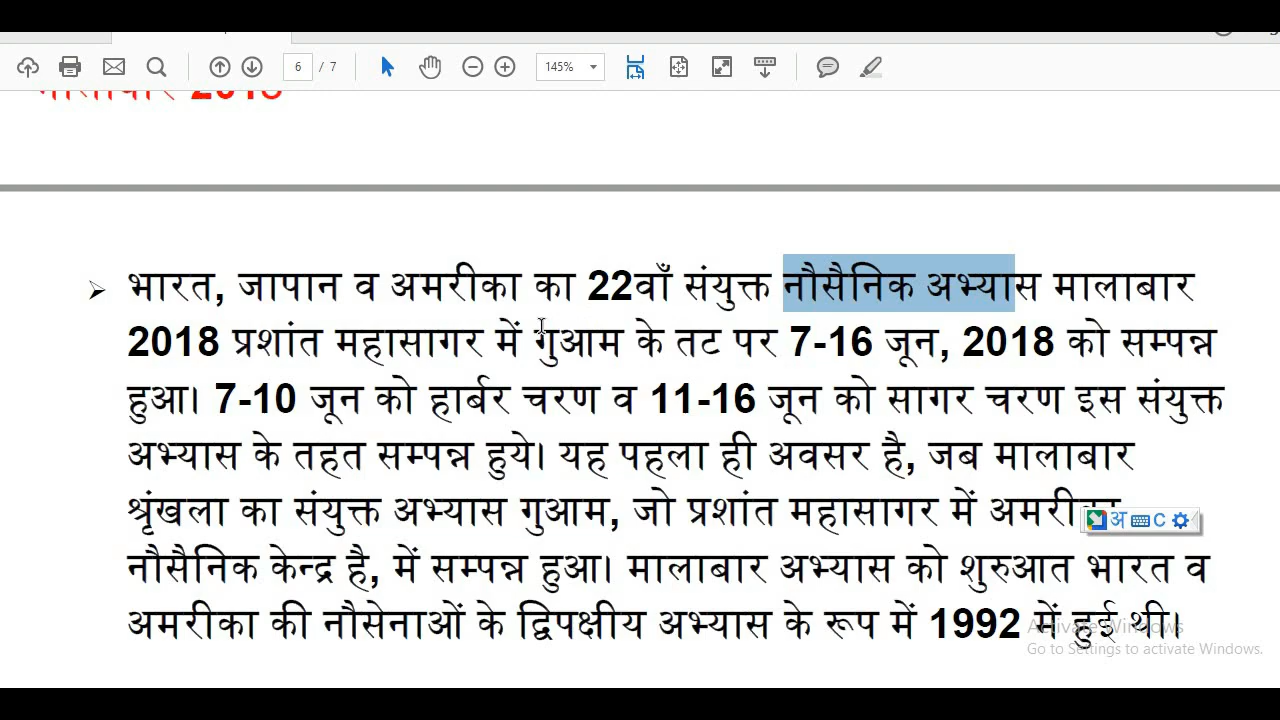 6 / 7 145%
मालाबार 2018
➢ भारत, जापान व अमरीका का 22वाँ संयुक्त नौसैनिक अभ्यास मालाबार
2018 प्रशांत महासागर में गुआम के तट पर 7-16 जून, 2018 को सम्पन्न
हुआ। 7-10 जून को हार्बर चरण व 11-16 जून को सागर चरण इस संयुक्त
अभ्यास के तहत सम्पन्न हुये। यह पहला ही अवसर है, जब मालाबार
श्रृंखला का संयुक्त अभ्यास गुआम, जो प्रशांत महासागर में अमरीका
अ C
नौसैनिक केन्द्र है, में सम्पन्न हुआ। मालाबार अभ्यास को शुरुआत भारत व
अमरीका की नौसेनाओं के द्विपक्षीय अभ्यास के रूप में 1992 में हुई थी।
Activate Windows
Go to Settings to activate Windows.